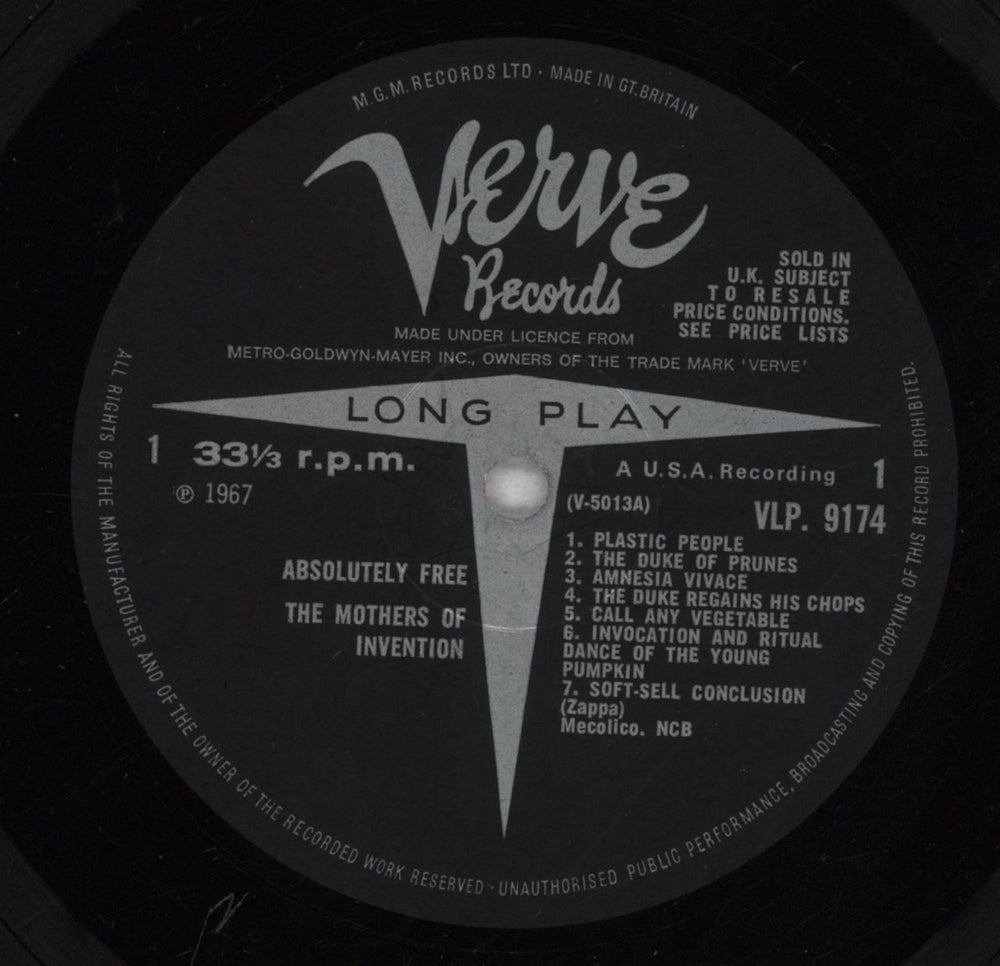 M.G.M. RECORDS LTD · MADE IN GT. BRITAIN
Verve
Records
SOLD IN
U.K. SUBJECT
TO RESALE
PRICE CONDITIONS.
SEE PRICE LISTS
MADE UNDER LICENCE FROM
METRO-GOLDWYN-MAYER INC., OWNERS OF THE TRADE MARK 'VERVE'
LONG PLAY
1 33⅓ r.p.m.
℗ 1967
A U.S.A. Recording 1
(V-5013A)
VLP. 9174
ABSOLUTELY FREE
THE MOTHERS OF
INVENTION
1. PLASTIC PEOPLE
2. THE DUKE OF PRUNES
3. AMNESIA VIVACE
4. THE DUKE REGAINS HIS CHOPS
5. CALL ANY VEGETABLE
6. INVOCATION AND RITUAL
DANCE OF THE YOUNG
PUMPKIN
7. SOFT-SELL CONCLUSION
(Zappa)
Mecolico. NCB
ALL RIGHTS OF THE MANUFACTURER AND OF THE OWNER OF THE RECORDED WORK RESERVED · UNAUTHORISED PUBLIC PERFORMANCE, BROADCASTING AND COPYING OF THIS RECORD PROHIBITED.